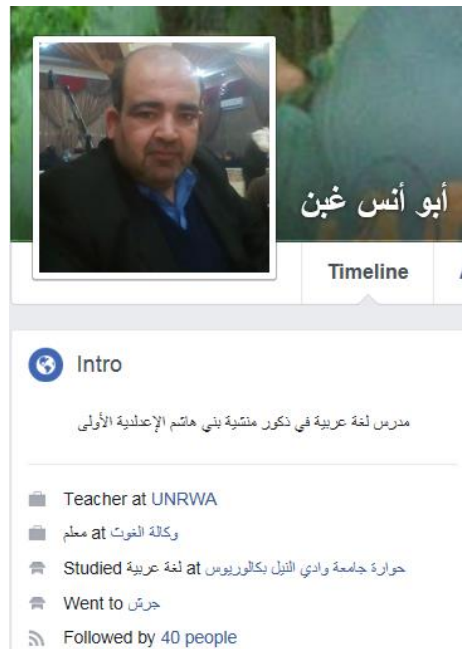 أبو أنس غبن
Timeline
Intro
مدرس لغة عربية في ذكور منشية بني هاشم الإعدلدية الأولى
Teacher at UNRWA
معلم at وكالة الغوث
Studied لغة عربية at حوارة جامعة وادي النيل بكالوريوس
Went to جرش
Followed by 40 people